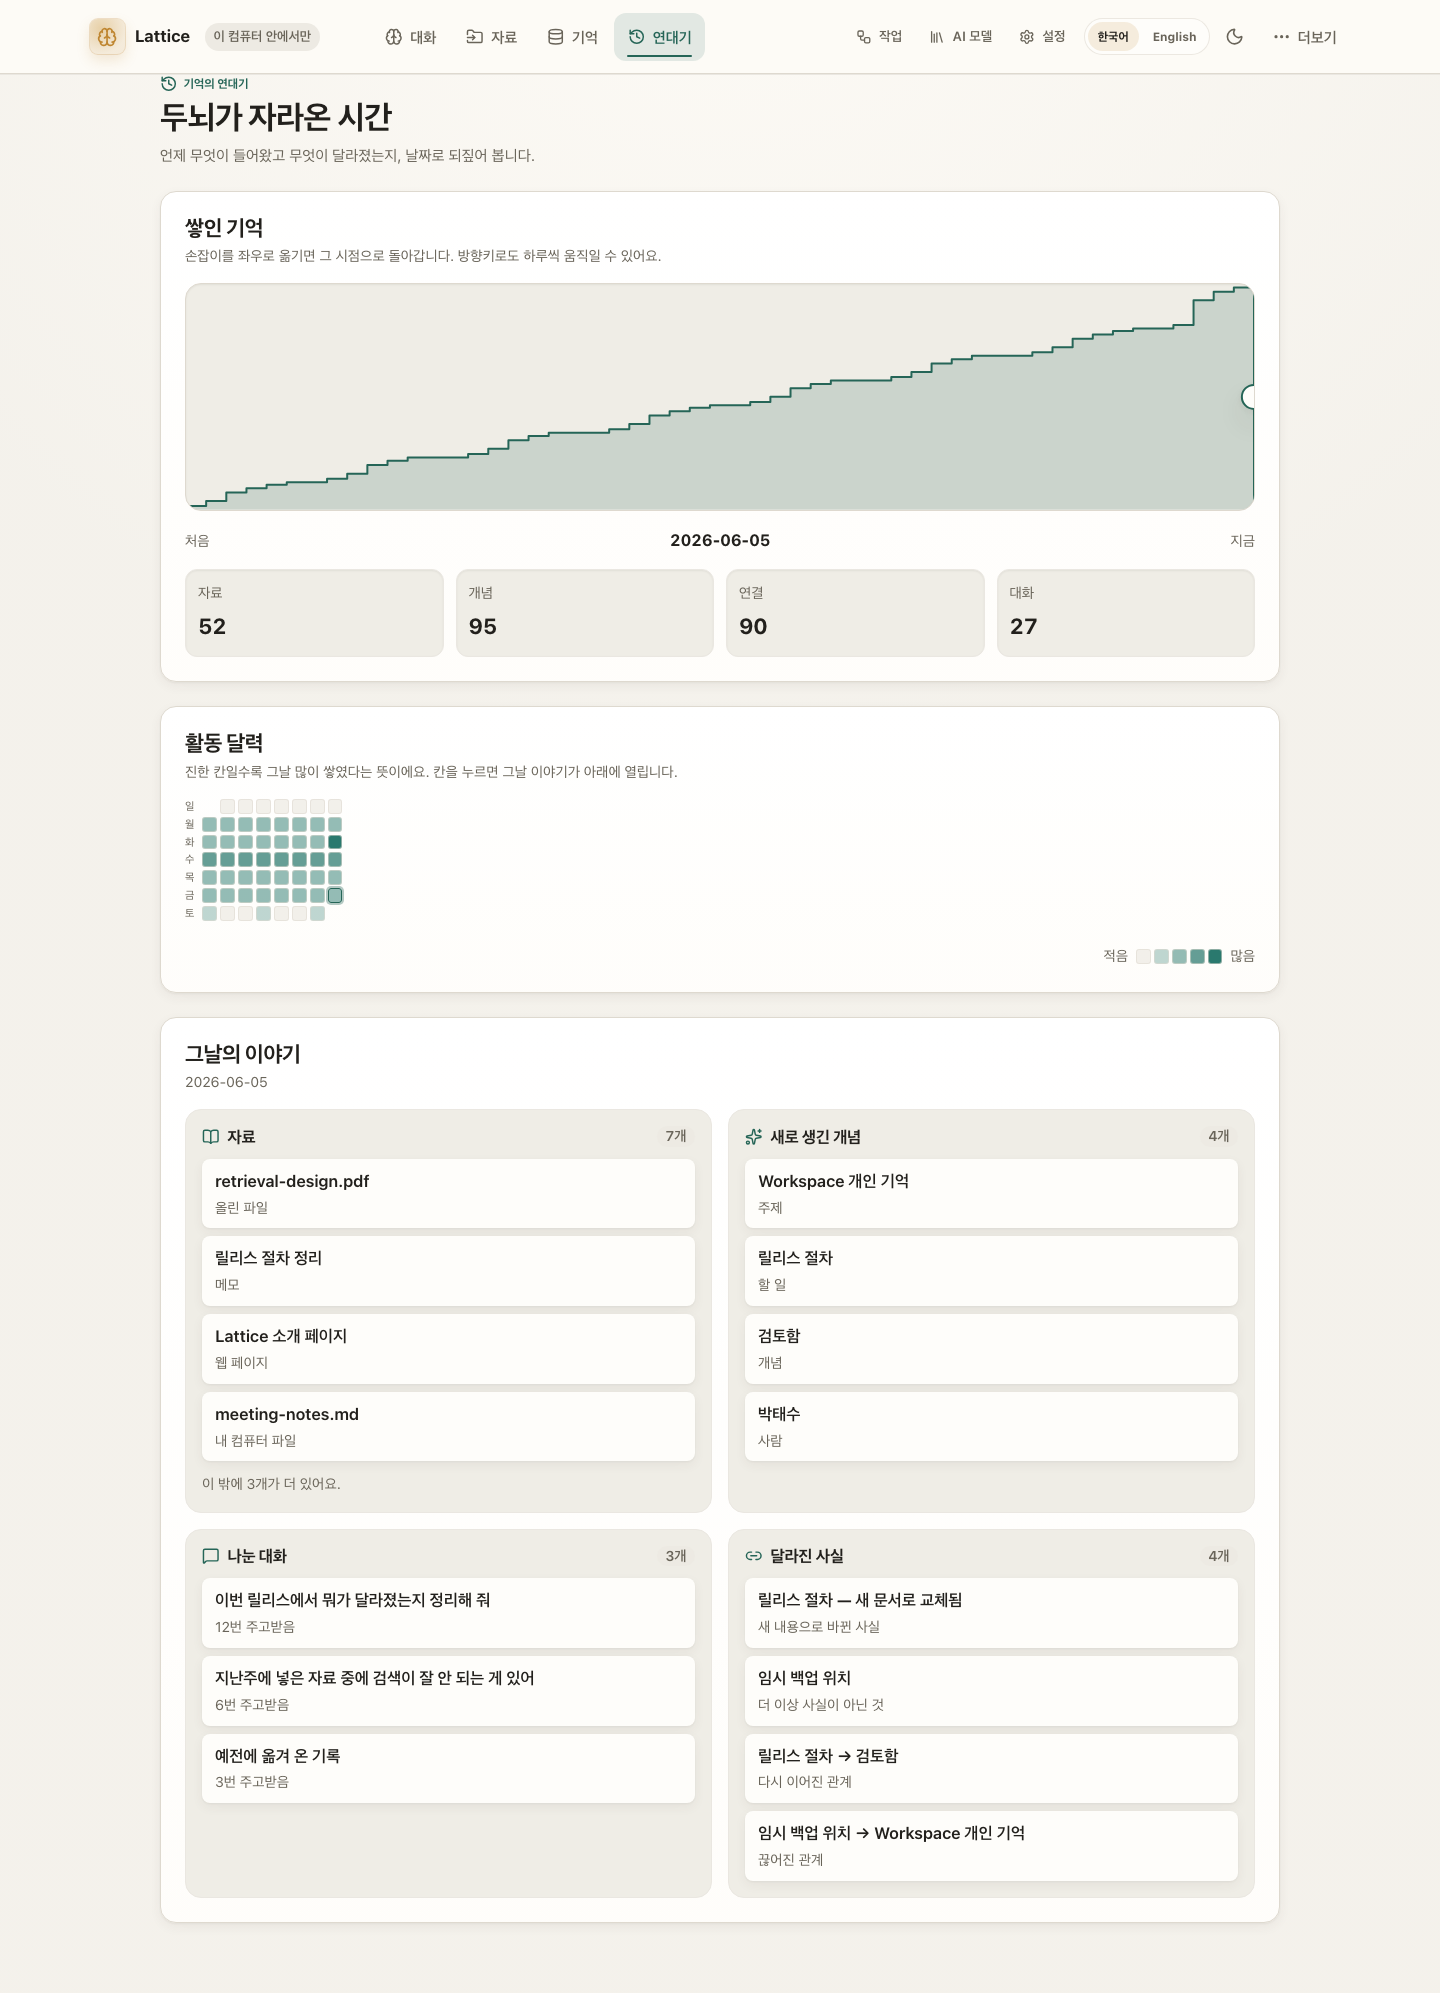 Lattice
이 컴퓨터 안에서만
대화
자료
기억
연대기
작업
AI 모델
설정
한국어
English
더보기
기억의 연대기
두뇌가 자라온 시간
언제 무엇이 들어왔고 무엇이 달라졌는지, 날짜로 되짚어 봅니다.
쌓인 기억
손잡이를 좌우로 옮기면 그 시점으로 돌아갑니다. 방향키로도 하루씩 움직일 수 있어요.
처음
2026-06-05
지금
자료
52
개념
95
연결
90
대화
27
활동 달력
진한 칸일수록 그날 많이 쌓였다는 뜻이에요. 칸을 누르면 그날 이야기가 아래에 열립니다.
일
월
화
수
목
금
토
적음
많음
그날의 이야기
2026-06-05
자료
7개
retrieval-design.pdf
올린 파일
릴리스 절차 정리
메모
Lattice 소개 페이지
웹 페이지
meeting-notes.md
내 컴퓨터 파일
이 밖에 3개가 더 있어요.
새로 생긴 개념
4개
Workspace 개인 기억
주제
릴리스 절차
할 일
검토함
개념
박태수
사람
나눈 대화
3개
이번 릴리스에서 뭐가 달라졌는지 정리해 줘
12번 주고받음
지난주에 넣은 자료 중에 검색이 잘 안 되는 게 있어
6번 주고받음
예전에 옮겨 온 기록
3번 주고받음
달라진 사실
4개
릴리스 절차 — 새 문서로 교체됨
새 내용으로 바뀐 사실
임시 백업 위치
더 이상 사실이 아닌 것
릴리스 절차 → 검토함
다시 이어진 관계
임시 백업 위치 → Workspace 개인 기억
끊어진 관계